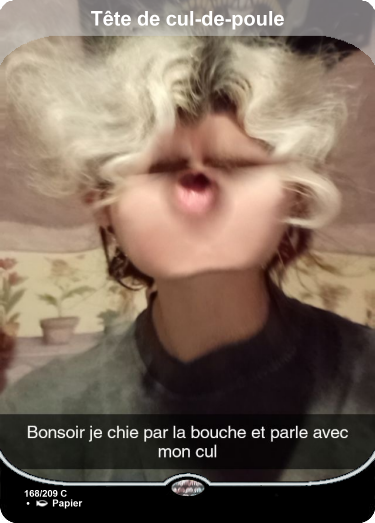 Tête de cul-de-poule
Bonsoir je chie par la bouche et parle avec
mon cul
168/209 C
• Papier